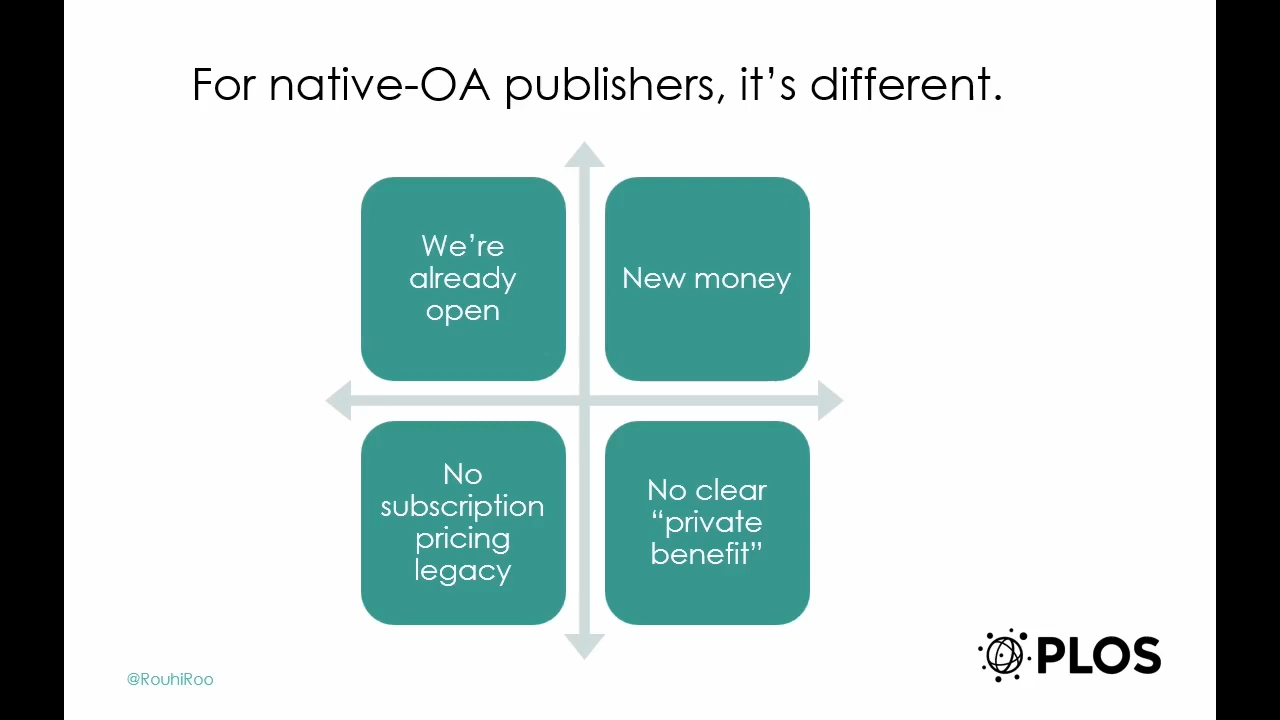 For native-OA publishers, it’s different.
We’re
already
open
New money
No
subscription
pricing
legacy
No clear
“private
benefit”
@RouhiRoo
PLOS